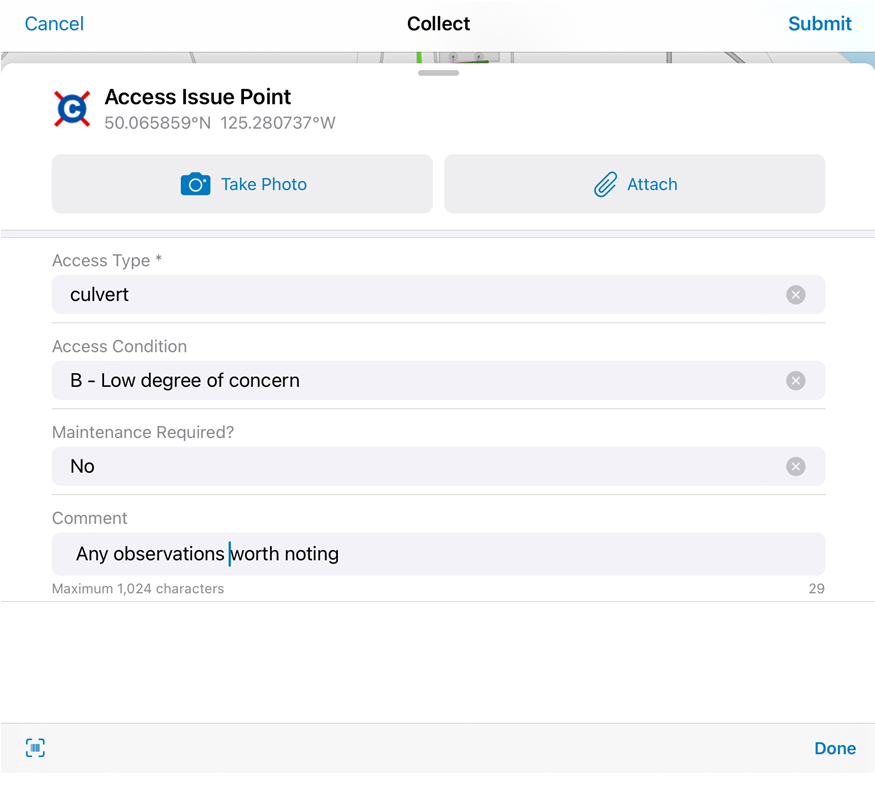 Cancel Collect Submit
C
Access Issue Point
50.065859°N 125.280737°W
Take Photo Attach
Access Type *
culvert
Access Condition
B - Low degree of concern
Maintenance Required?
No
Comment
Any observations worth noting
Maximum 1,024 characters 29
Done